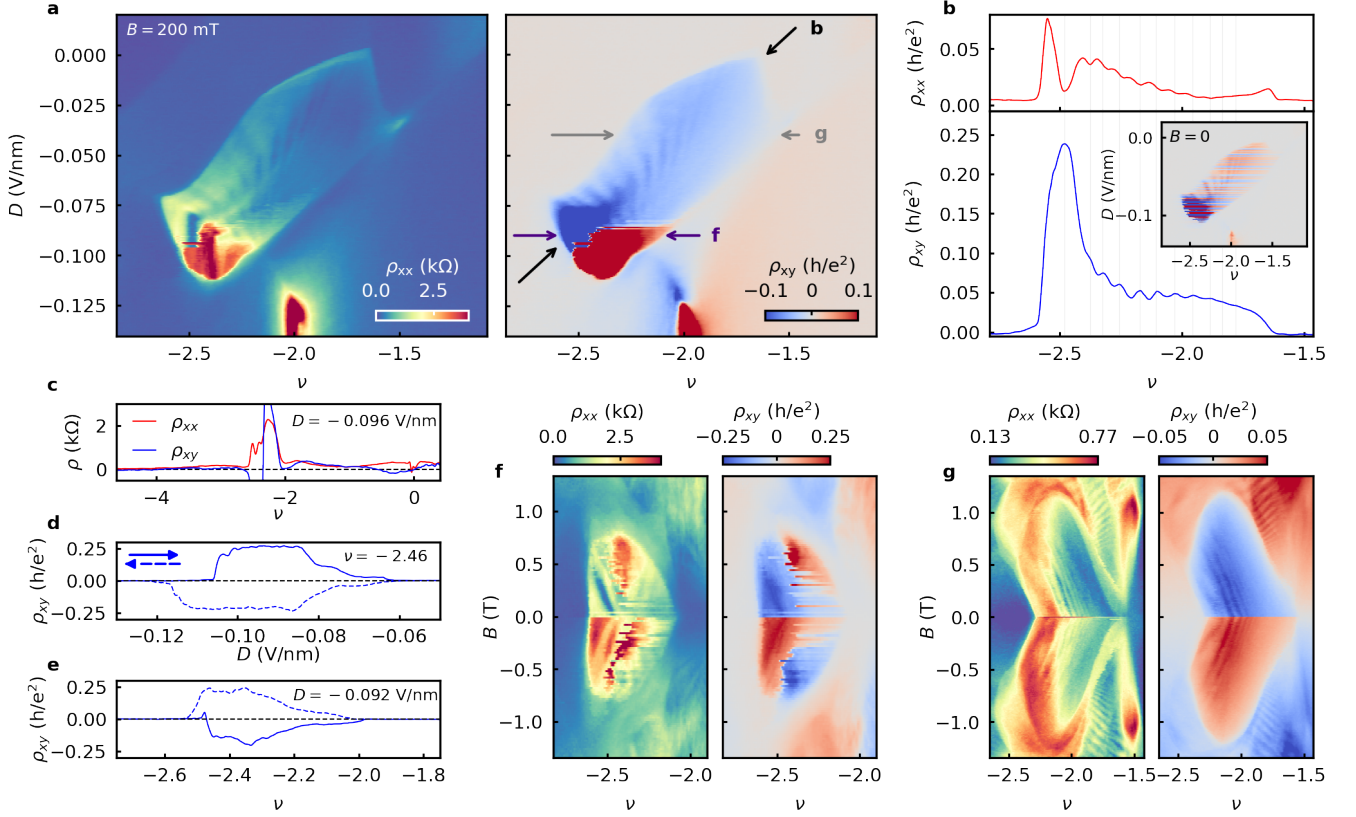 a
B = 200 mT
D (V/nm)
0.000
−0.025
−0.050
−0.075
−0.100
−0.125
ρxx (kΩ)
0.0 2.5
−2.5 −2.0 −1.5
ν
b
g
f
ρxy (h/e²)
−0.1 0 0.1
−2.5 −2.0 −1.5
ν
b
ρxx (h/e²)
0.05
0.00
ρxy (h/e²)
0.25
0.20
0.15
0.10
0.05
0.00
B = 0
D (V/nm)
0.0
−0.1
−2.5 −2.0 −1.5
ν
−2.5 −2.0 −1.5
ν
c
ρ (kΩ)
2
0
ρxx
ρxy
D = − 0.096 V/nm
−4 −2 0
ν
d
ρxy (h/e²)
0.25
0.00
−0.25
ν = − 2.46
−0.12 −0.10 −0.08 −0.06
D (V/nm)
e
ρxy (h/e²)
0.25
0.00
−0.25
D = − 0.092 V/nm
−2.6 −2.4 −2.2 −2.0 −1.8
ν
f
ρxx (kΩ)
0.0 2.5
ρxy (h/e²)
−0.25 0 0.25
B (T)
1.0
0.5
0.0
−0.5
−1.0
−2.5 −2.0
ν
−2.5 −2.0
ν
g
ρxx (kΩ)
0.13 0.77
ρxy (h/e²)
−0.05 0 0.05
B (T)
1.0
0.5
0.0
−0.5
−1.0
−2.5 −2.0 −1.5
ν
−2.5 −2.0 −1.5
ν